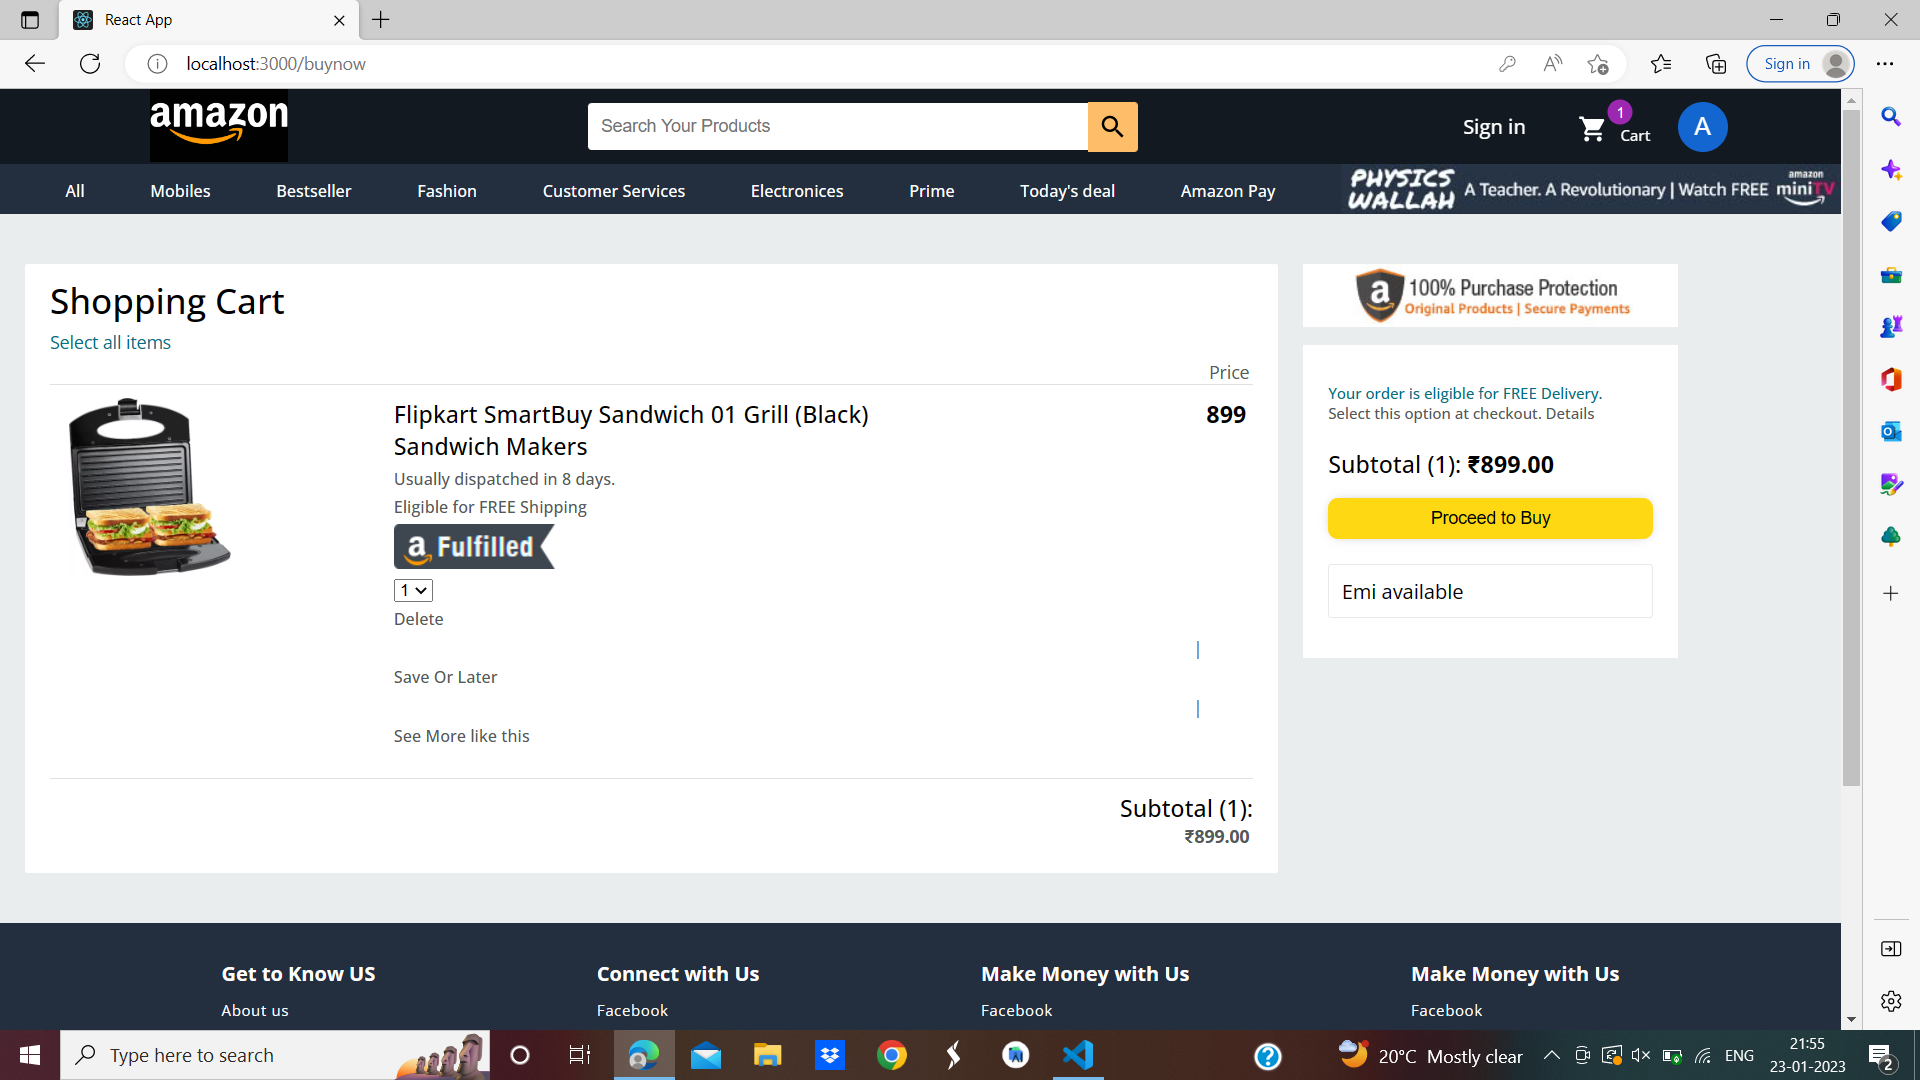 React App
localhost:3000/buynow
Sign in
amazon
Search Your Products
Sign in
1
Cart
A
All
Mobiles
Bestseller
Fashion
Customer Services
Electronices
Prime
Today's deal
Amazon Pay
PHYSICS
WALLAH
A Teacher. A Revolutionary | Watch FREE
amazon
miniTV
Shopping Cart
Select all items
Price
Flipkart SmartBuy Sandwich 01 Grill (Black)
Sandwich Makers
899
Usually dispatched in 8 days.
Eligible for FREE Shipping
a Fulfilled
1
Delete
Save Or Later
See More like this
Subtotal (1):
₹899.00
a
100% Purchase Protection
Original Products | Secure Payments
Your order is eligible for FREE Delivery.
Select this option at checkout. Details
Subtotal (1): ₹899.00
Proceed to Buy
Emi available
Get to Know US
About us
Connect with Us
Facebook
Make Money with Us
Facebook
Make Money with Us
Facebook
Type here to search
20°C Mostly clear
ENG
21:55
23-01-2023
2